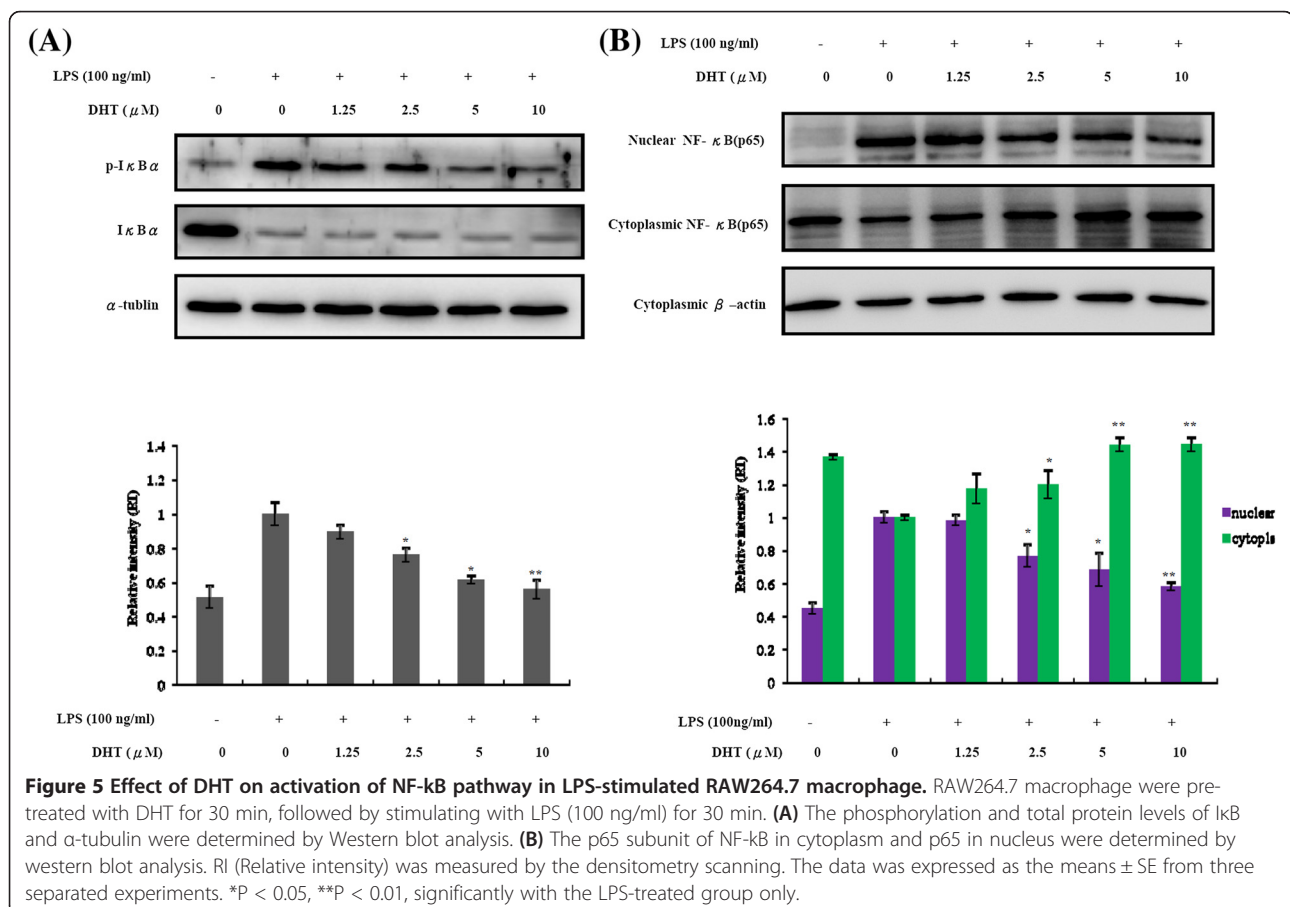 (A)
LPS (100 ng/ml) - + + + + +
DHT ( μ M) 0 0 1.25 2.5 5 10
p-I κ B α
I κ B α
α -tublin
1.4
1.2
1
0.8
0.6
0.4
0.2
0
Relative intensity (RI)
* * **
LPS (100 ng/ml) - + + + + +
DHT ( μ M) 0 0 1.25 2.5 5 10
(B)
LPS (100 ng/ml) - + + + + +
DHT ( μ M) 0 0 1.25 2.5 5 10
Nuclear NF- κ B(p65)
Cytoplasmic NF- κ B(p65)
Cytoplasmic β –actin
1.6
1.4
1.2
1
0.8
0.6
0.4
0.2
0
Relative intensity (RI)
* ** **
* * **
nuclear
cytopls
LPS (100ng/ml) - + + + + +
DHT ( μ M) 0 0 1.25 2.5 5 10
Figure 5 Effect of DHT on activation of NF-kB pathway in LPS-stimulated RAW264.7 macrophage. RAW264.7 macrophage were pre-
treated with DHT for 30 min, followed by stimulating with LPS (100 ng/ml) for 30 min. (A) The phosphorylation and total protein levels of IκB
and α-tubulin were determined by Western blot analysis. (B) The p65 subunit of NF-kB in cytoplasm and p65 in nucleus were determined by
western blot analysis. RI (Relative intensity) was measured by the densitometry scanning. The data was expressed as the means ± SE from three
separated experiments. *P < 0.05, **P < 0.01, significantly with the LPS-treated group only.